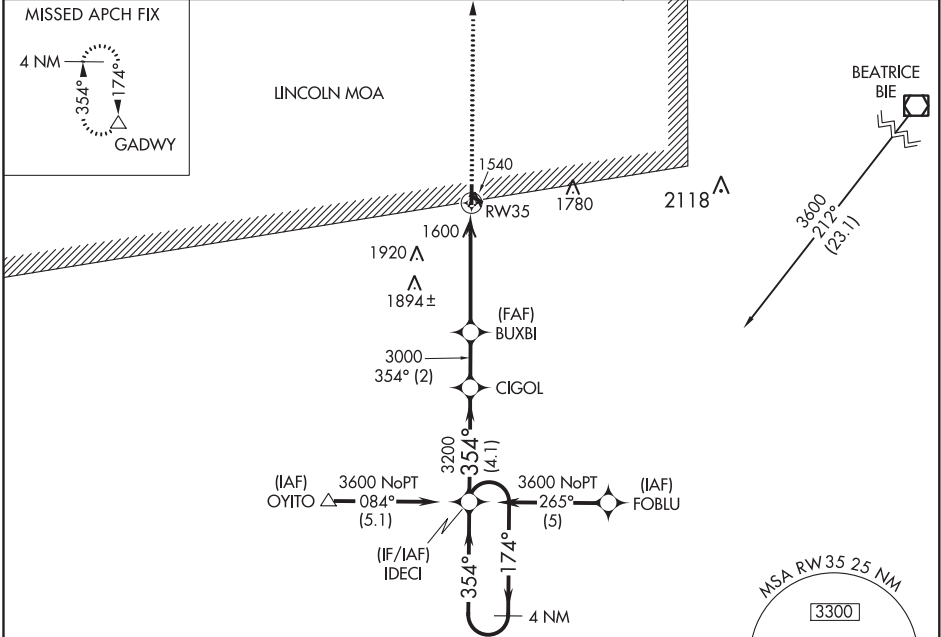 MISSED APCH FIX
4 NM
354°
174°
GADWY
LINCOLN MOA
BEATRICE
BIE
3600
212°
(23.1)
1540
RW35
1780
2118
1600
1920
1894±
(FAF)
BUXBI
3000
354° (2)
CIGOL
3200
354°
(4.1)
(IAF)
OYITO
3600 NoPT
084°
(5.1)
3600 NoPT
265°
(5)
(IAF)
FOBLU
(IF/IAF)
IDECI
354°
174°
4 NM
MSA RW35 25 NM
3300